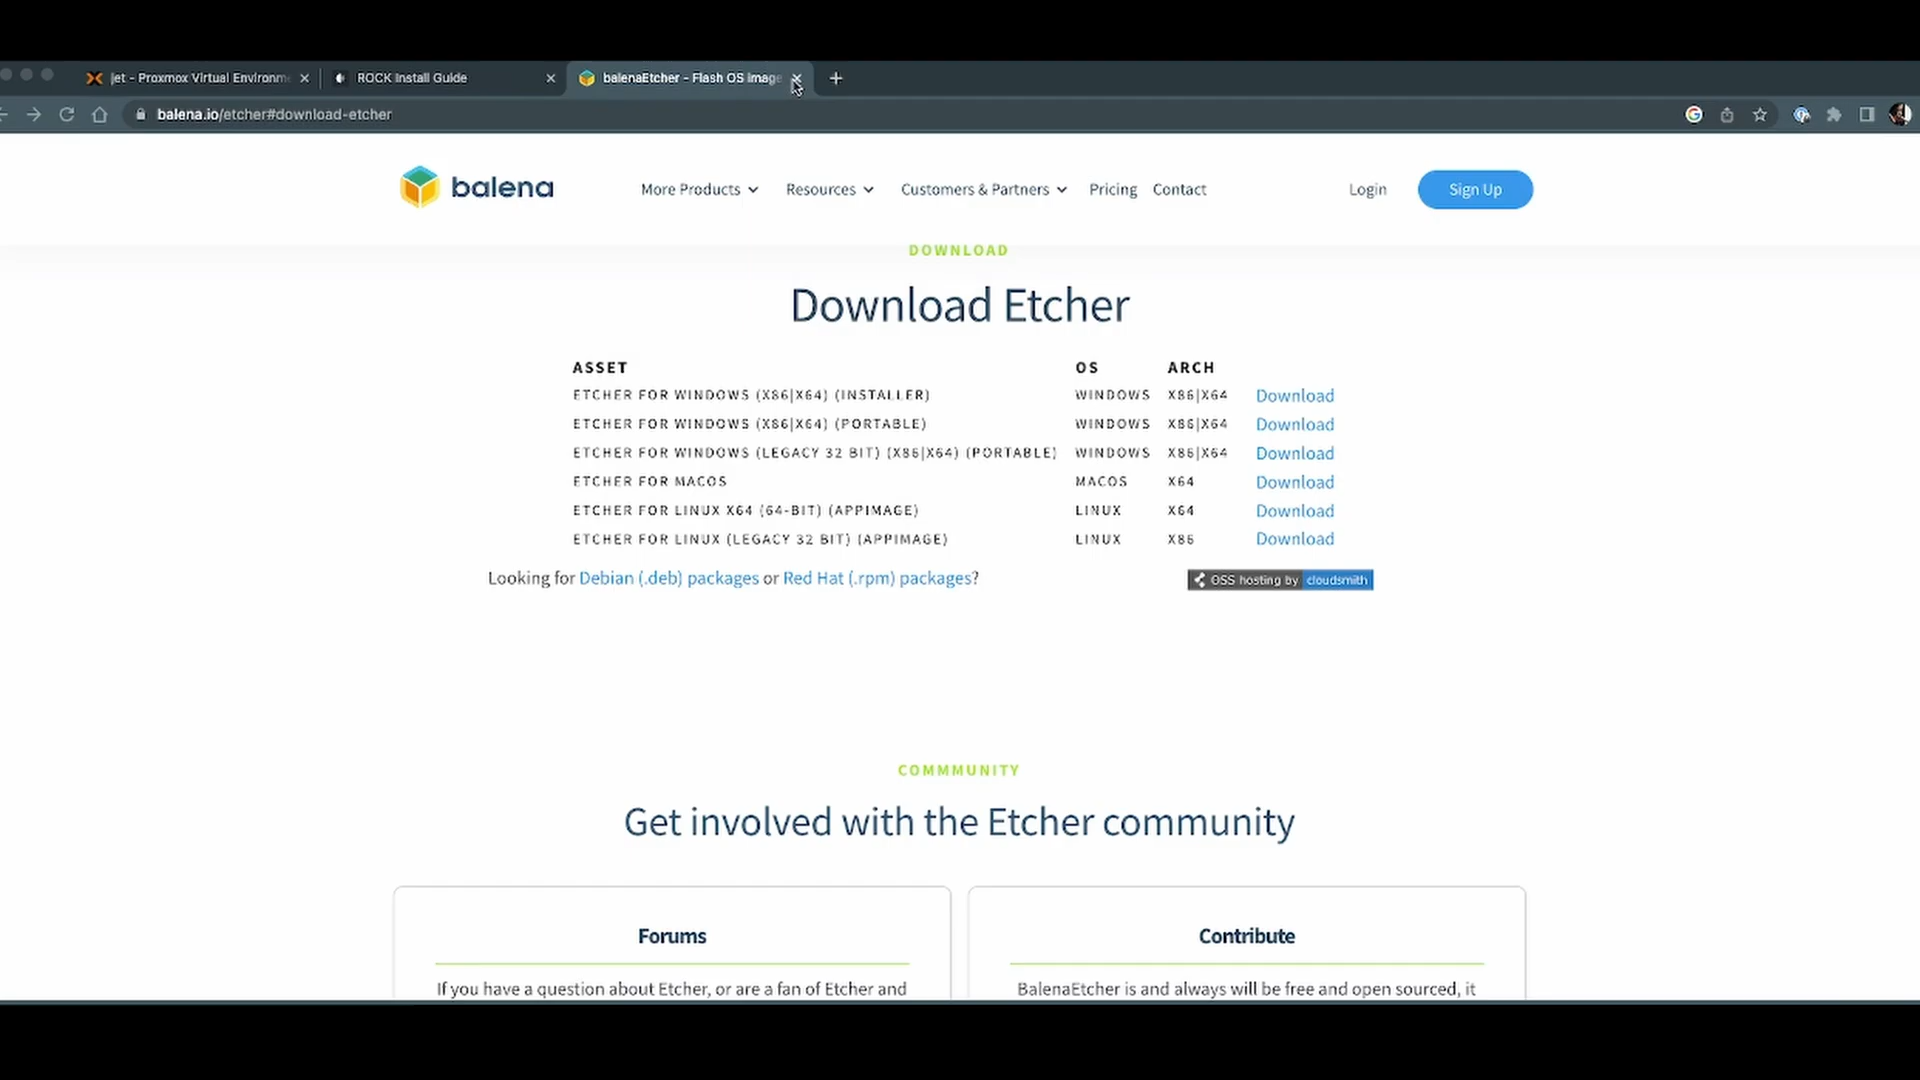 jet - Proxmox Virtual Environm
ROCK Install Guide
balenaEtcher - Flash OS image
balena.io/etcher#download-etcher
balena
More Products
Resources
Customers & Partners
Pricing
Contact
Login
Sign Up
DOWNLOAD
Download Etcher
ASSET OS ARCH
ETCHER FOR WINDOWS (X86|X64) (INSTALLER) WINDOWS X86|X64 Download
ETCHER FOR WINDOWS (X86|X64) (PORTABLE) WINDOWS X86|X64 Download
ETCHER FOR WINDOWS (LEGACY 32 BIT) (X86|X64) (PORTABLE) WINDOWS X86|X64 Download
ETCHER FOR MACOS MACOS X64 Download
ETCHER FOR LINUX X64 (64-BIT) (APPIMAGE) LINUX X64 Download
ETCHER FOR LINUX (LEGACY 32 BIT) (APPIMAGE) LINUX X86 Download
Looking for Debian (.deb) packages or Red Hat (.rpm) packages?
OSS hosting by cloudsmith
COMMMUNITY
Get involved with the Etcher community
Forums
If you have a question about Etcher, or are a fan of Etcher and
Contribute
BalenaEtcher is and always will be free and open sourced, it